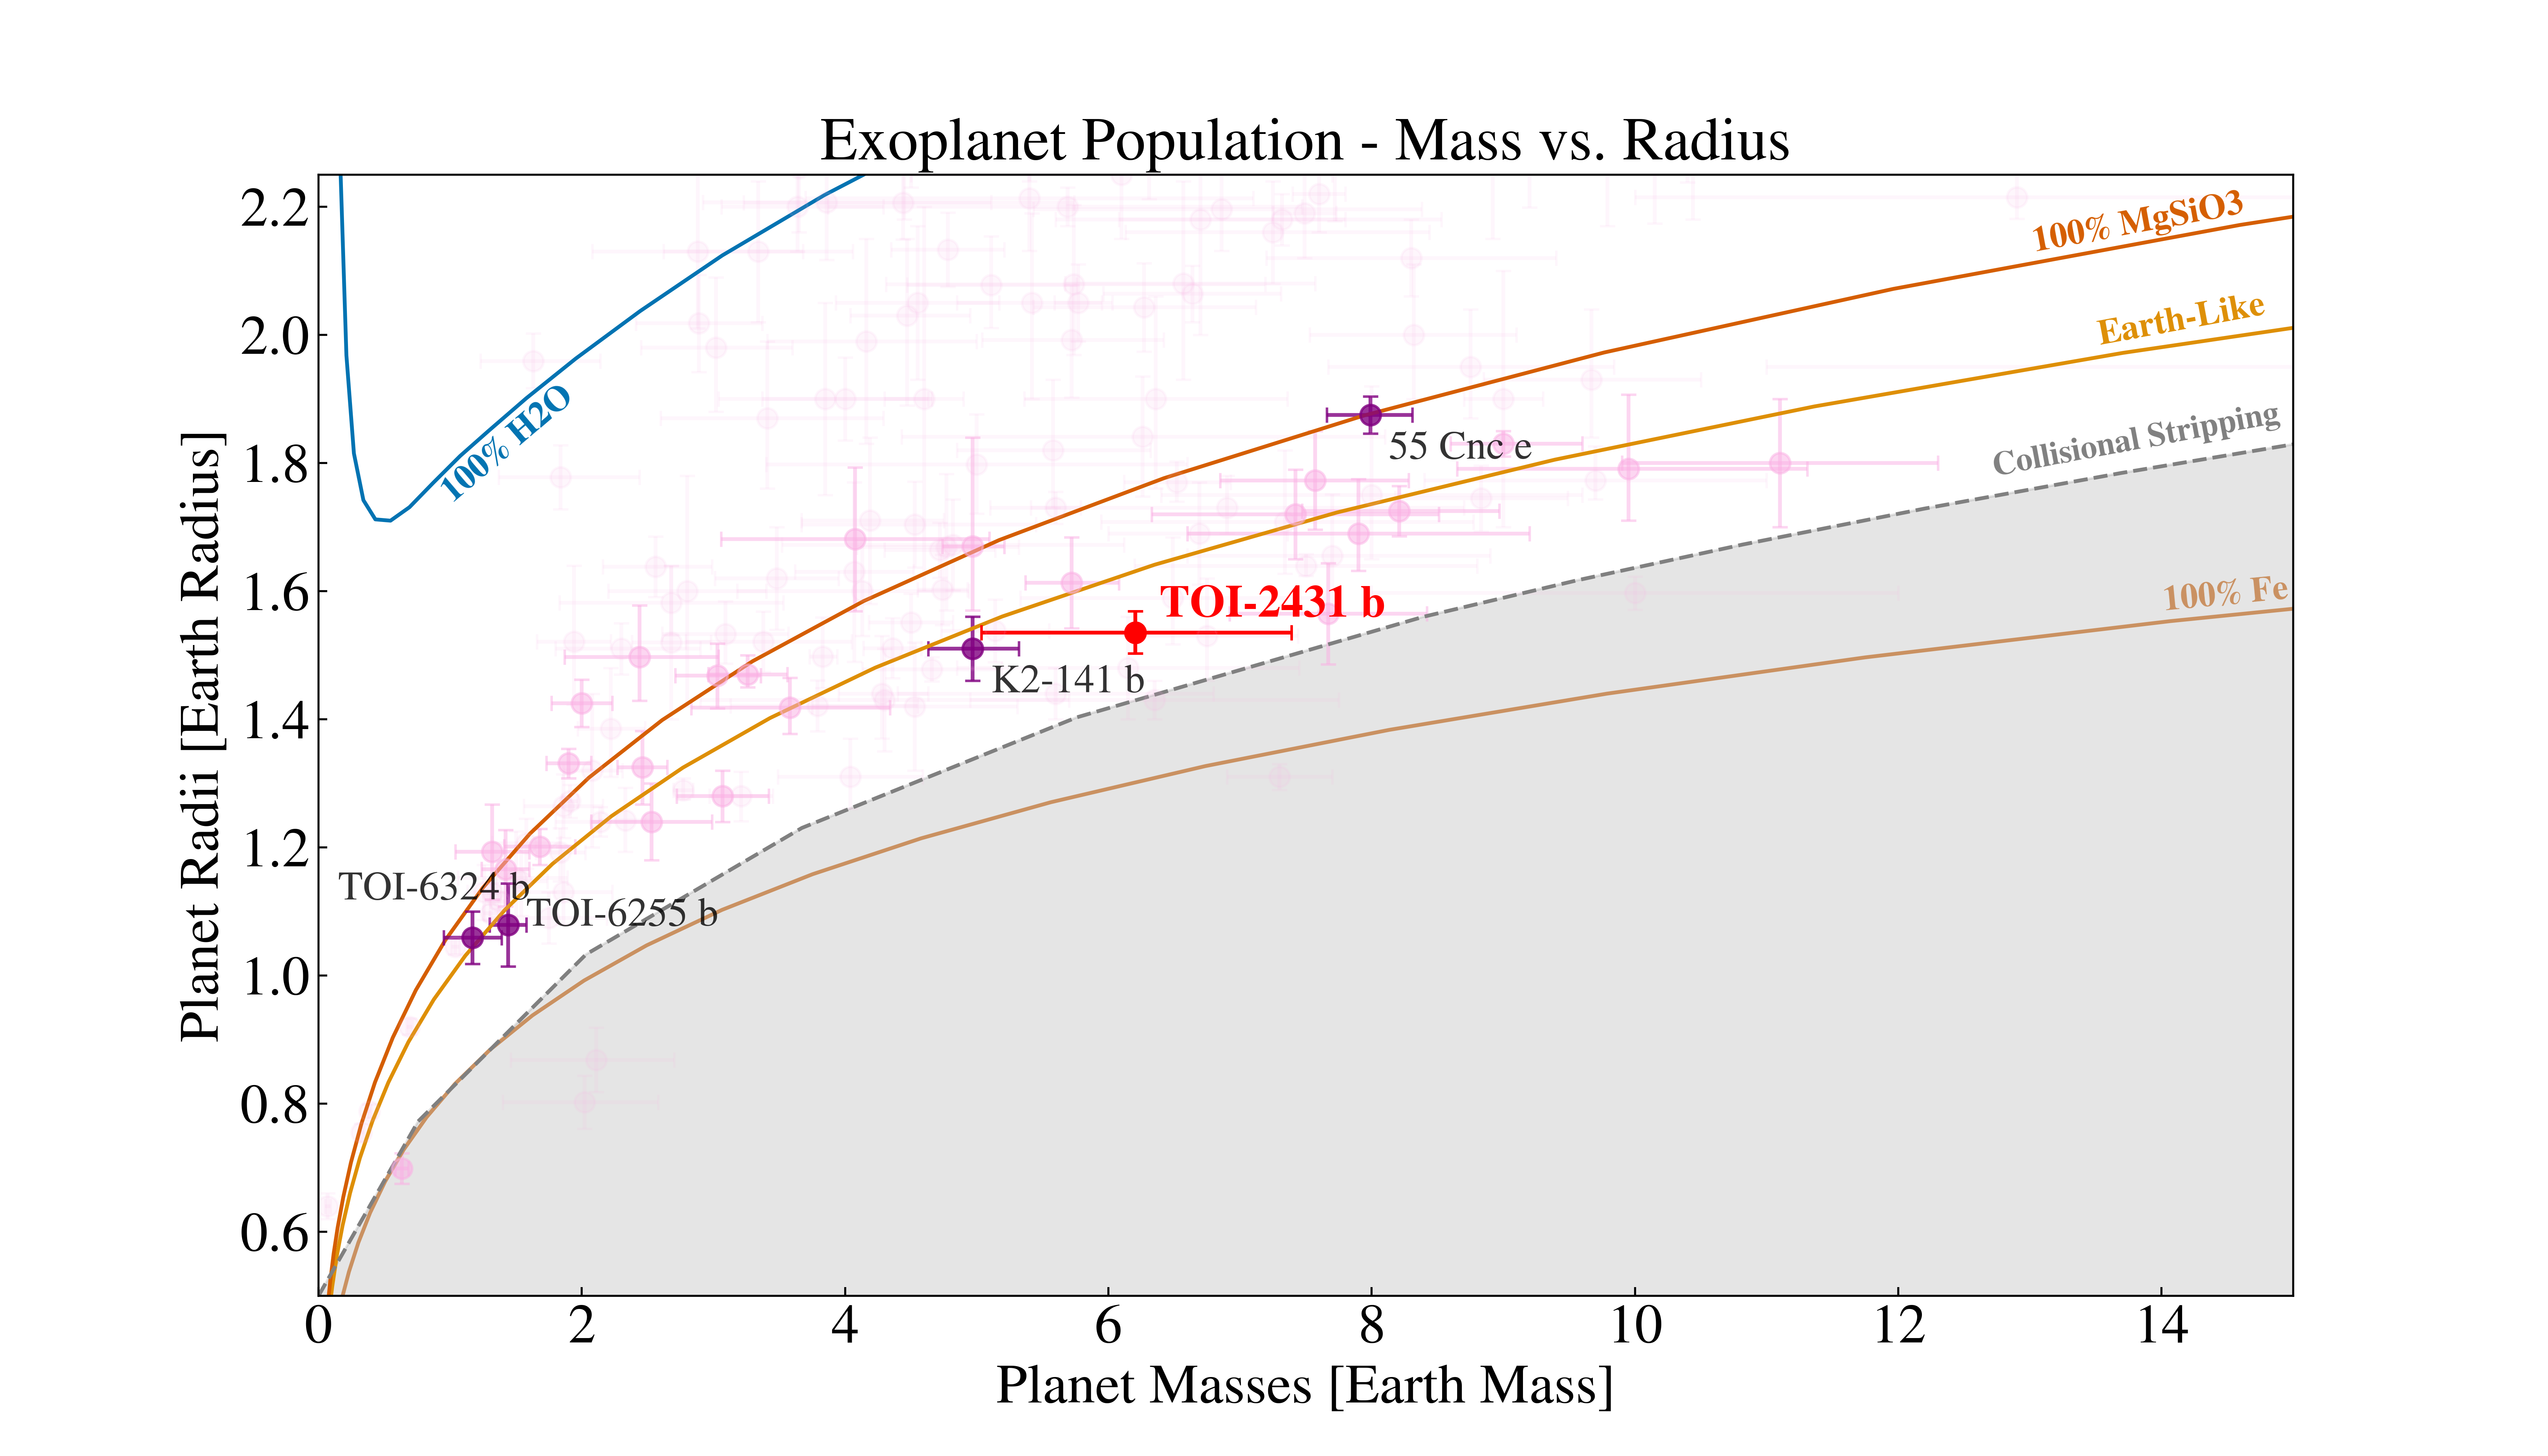 Exoplanet Population - Mass vs. Radius
Planet Radii [Earth Radius]
2.2
2.0
1.8
1.6
1.4
1.2
1.0
0.8
0.6
100% H2O
100% MgSiO3
Earth-Like
Collisional Stripping
100% Fe
55 Cnc e
TOI-2431 b
K2-141 b
TOI-6324 b
TOI-6255 b
0 2 4 6 8 10 12 14
Planet Masses [Earth Mass]